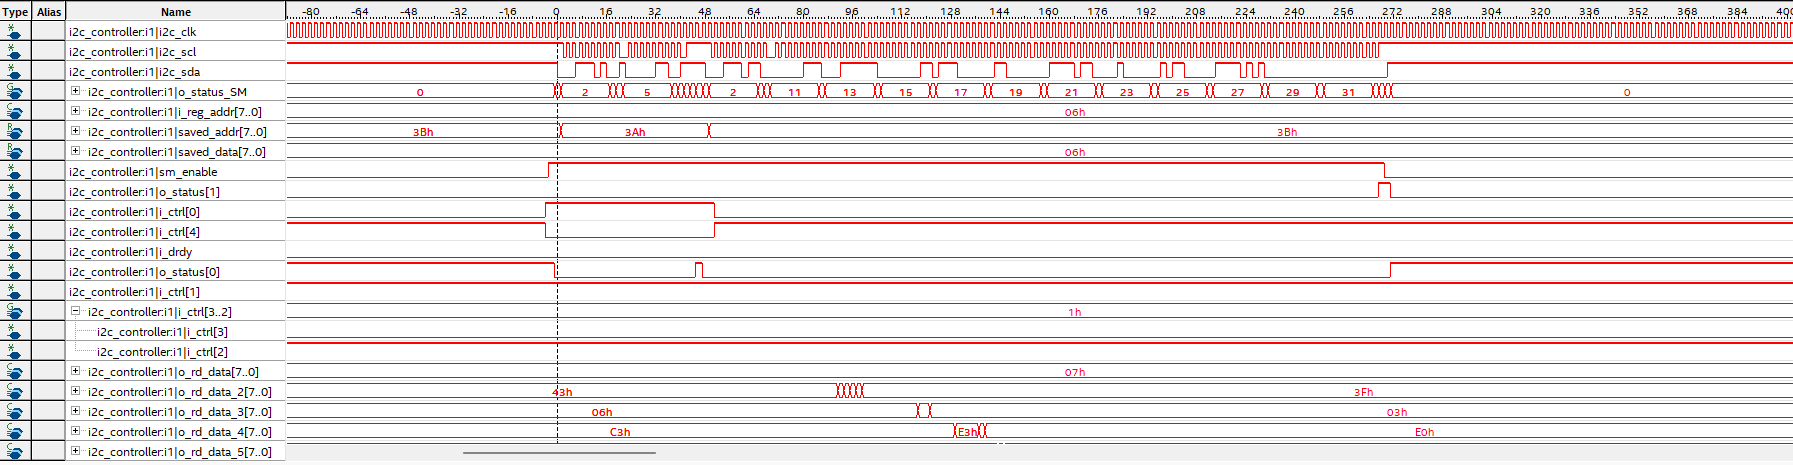 Type Alias Name -80 -64 -48 -32 -16 0 16 32 48 64 80 96 112 128 144 160 176 192 208 224 240 256 272 288 304 320 336 352 368 384 400
i2c_controller:i1|i2c_clk
i2c_controller:i1|i2c_scl
i2c_controller:i1|i2c_sda
i2c_controller:i1|o_status_SM 0 2 5 2 11 13 15 17 19 21 23 25 27 29 31 0
i2c_controller:i1|i_reg_addr[7..0] 06h
i2c_controller:i1|saved_addr[7..0] 3Bh 3Ah 3Bh
i2c_controller:i1|saved_data[7..0] 06h
i2c_controller:i1|sm_enable
i2c_controller:i1|o_status[1]
i2c_controller:i1|i_ctrl[0]
i2c_controller:i1|i_ctrl[4]
i2c_controller:i1|i_drdy
i2c_controller:i1|o_status[0]
i2c_controller:i1|i_ctrl[1]
i2c_controller:i1|i_ctrl[3..2] 1h
i2c_controller:i1|i_ctrl[3]
i2c_controller:i1|i_ctrl[2]
i2c_controller:i1|o_rd_data[7..0] 07h
i2c_controller:i1|o_rd_data_2[7..0] 43h 3Fh
i2c_controller:i1|o_rd_data_3[7..0] 06h 03h
i2c_controller:i1|o_rd_data_4[7..0] C3h E3h E0h
i2c_controller:i1|o_rd_data_5[7..0]